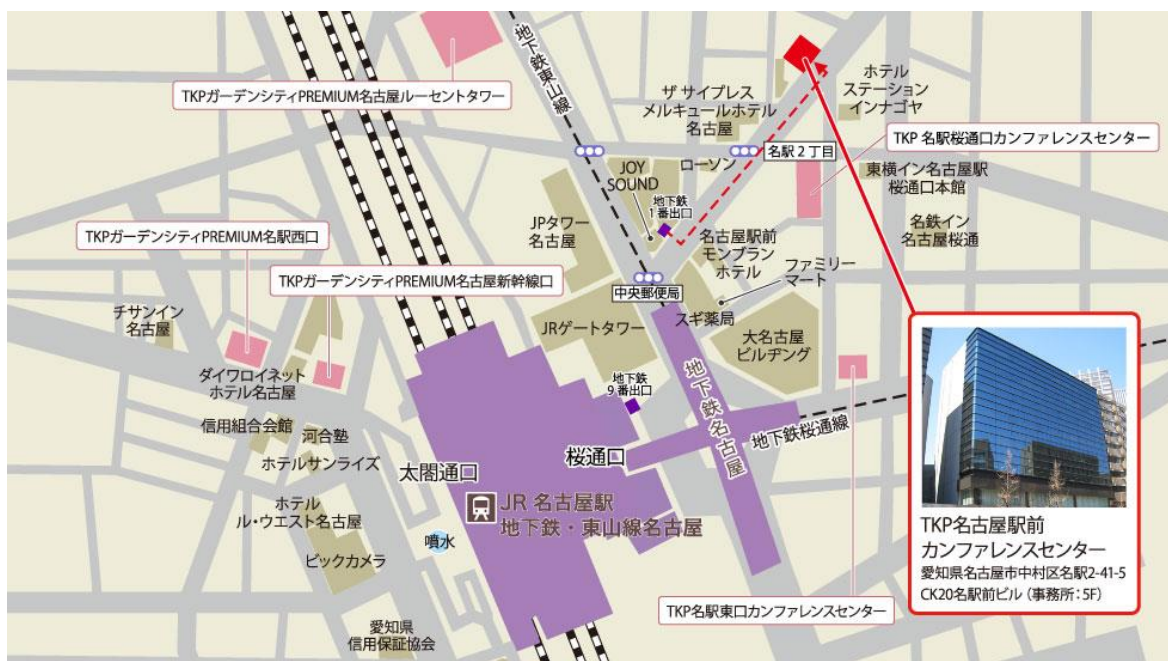 地下鉄東山線
TKPガーデンシティPREMIUM名古屋ルーセントタワー
ザ サイプレス
メルキュールホテル
名古屋
ホテル
ステーション
インナゴヤ
TKP 名駅桜通口カンファレンスセンター
名駅2丁目
JOY
SOUND
ローソン
東横イン名古屋駅
桜通口本館
地下鉄
1番出口
JPタワー
名古屋
名鉄イン
名古屋桜通
TKPガーデンシティPREMIUM名駅西口
名古屋駅前
モンブラン
ホテル
ファミリー
マート
TKPガーデンシティPREMIUM名古屋新幹線口
中央郵便局
チサンイン
名古屋
JRゲートタワー
スギ薬局
大名古屋
ビルヂング
ダイワロイネット
ホテル名古屋
地下鉄
9番出口
地下鉄名古屋
信用組合会館
河合塾
地下鉄桜通線
ホテルサンライズ
太閤通口
桜通口
ホテル
ル・ウエスト名古屋
JR 名古屋駅
地下鉄・東山線名古屋
噴水
ビックカメラ
TKP名古屋駅前
カンファレンスセンター
愛知県名古屋市中村区名駅2-41-5
CK20名駅前ビル（事務所：5F）
TKP名駅東口カンファレンスセンター
愛知県
信用保証協会